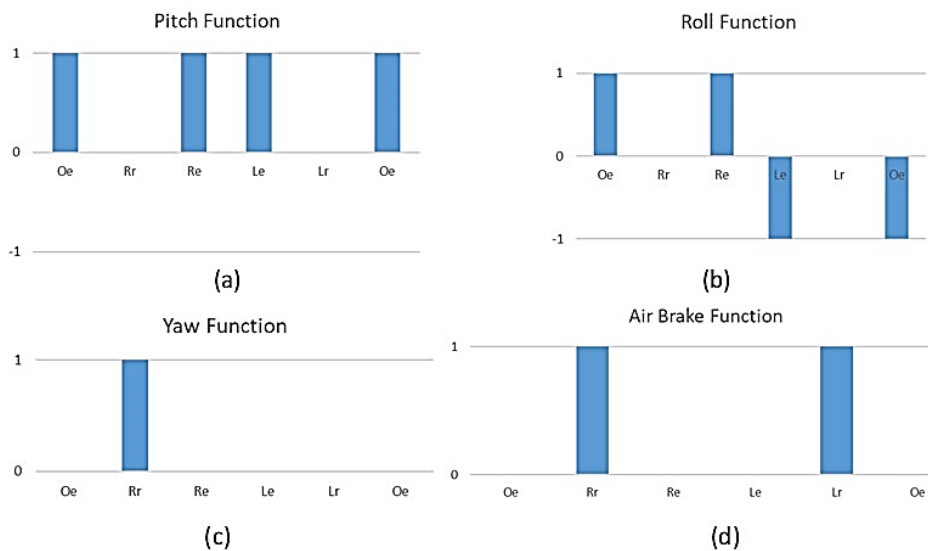 Pitch Function
1
0
Oe Rr Re Le Lr Oe
-1
(a)
Roll Function
1
0
Oe Rr Re Le Lr Oe
-1
(b)
Yaw Function
1
0
Oe Rr Re Le Lr Oe
(c)
Air Brake Function
1
0
Oe Rr Re Le Lr Oe
(d)